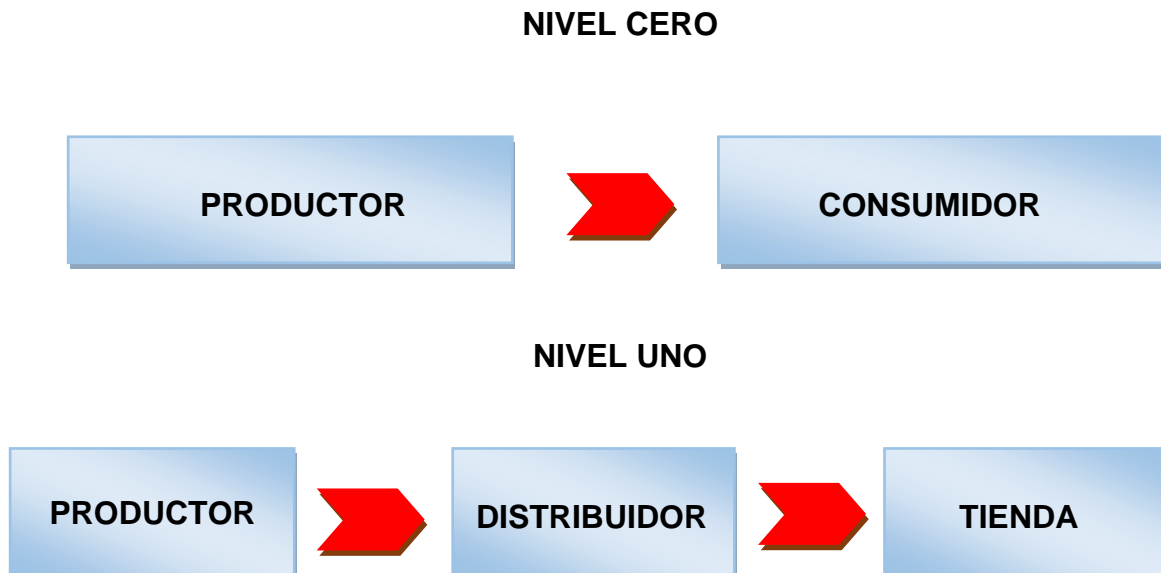 NIVEL CERO
PRODUCTOR
CONSUMIDOR
NIVEL UNO
PRODUCTOR
DISTRIBUIDOR
TIENDA